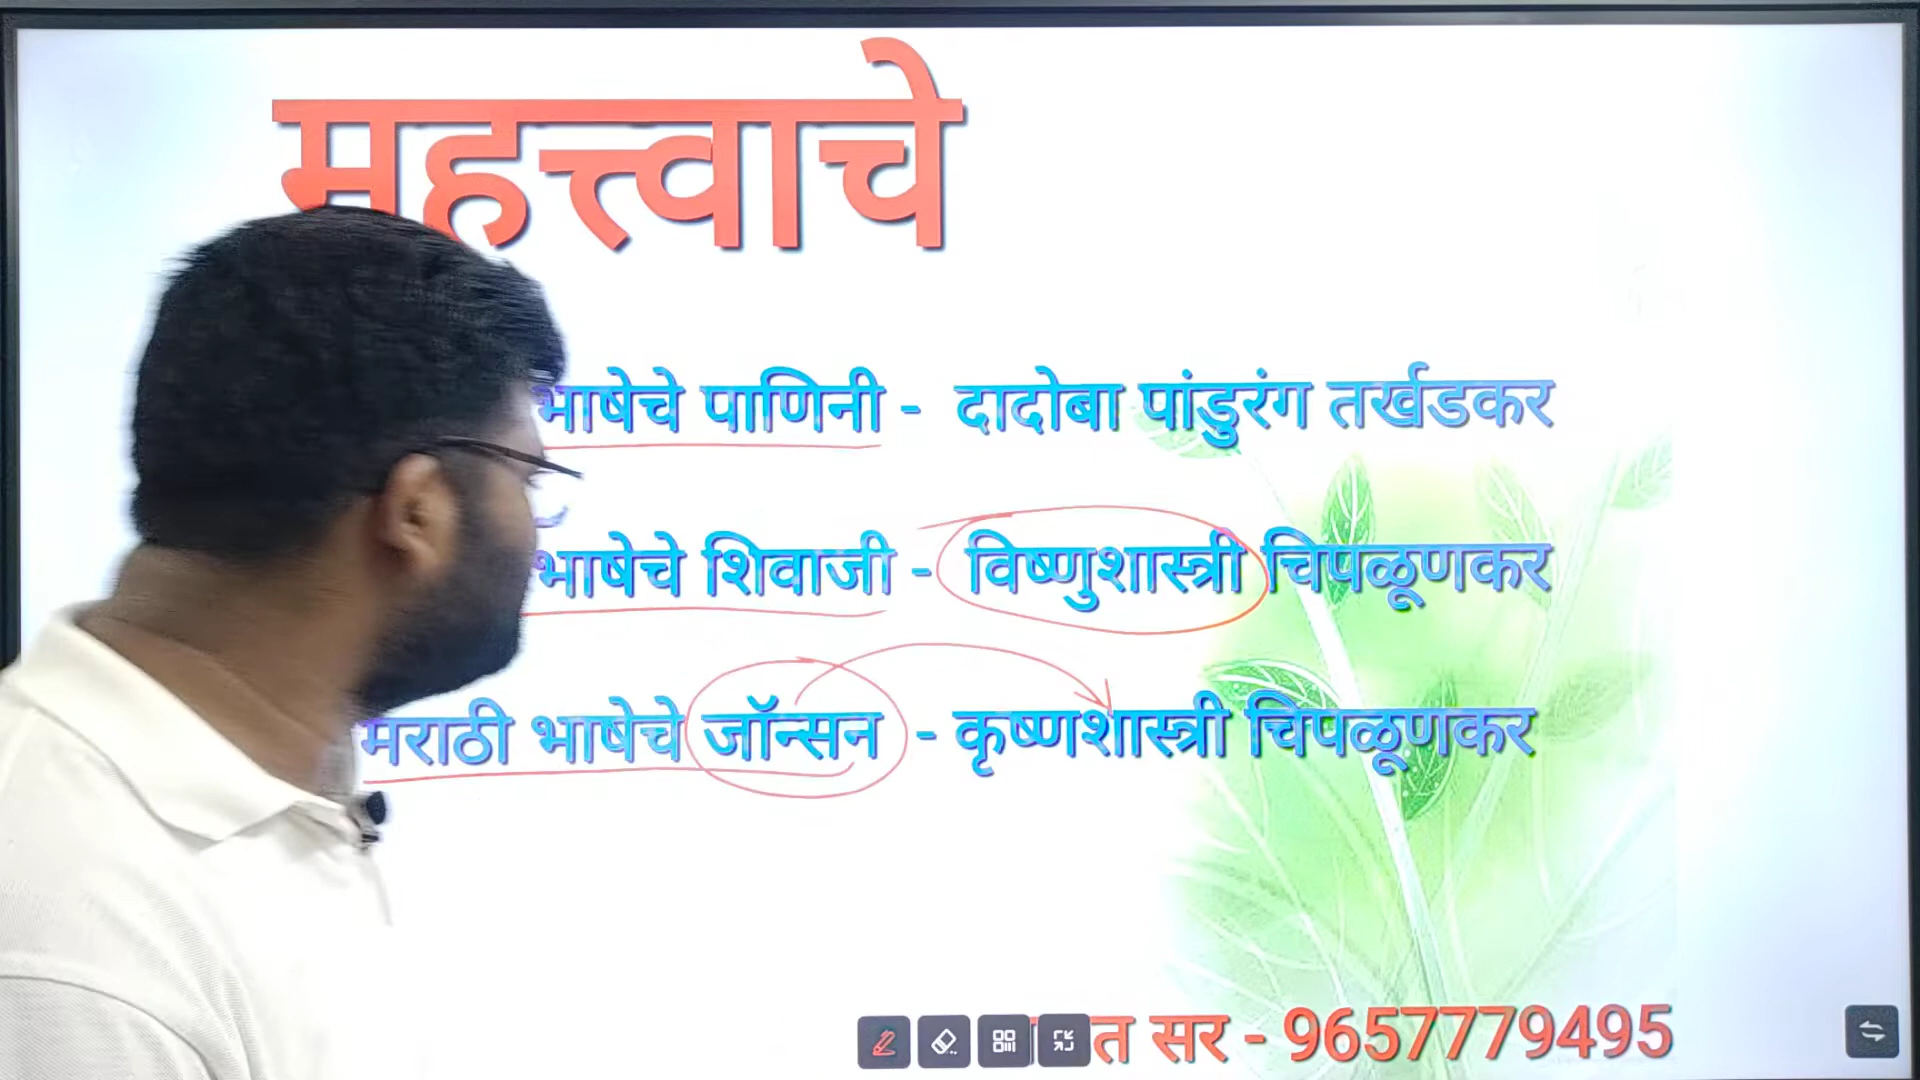 महत्त्वाचे
भाषेचे पाणिनी - दादोबा पांडुरंग तर्खडकर
भाषेचे शिवाजी - विष्णुशास्त्री चिपळूणकर
मराठी भाषेचे जॉन्सन - कृष्णशास्त्री चिपळूणकर
सर - 9657779495